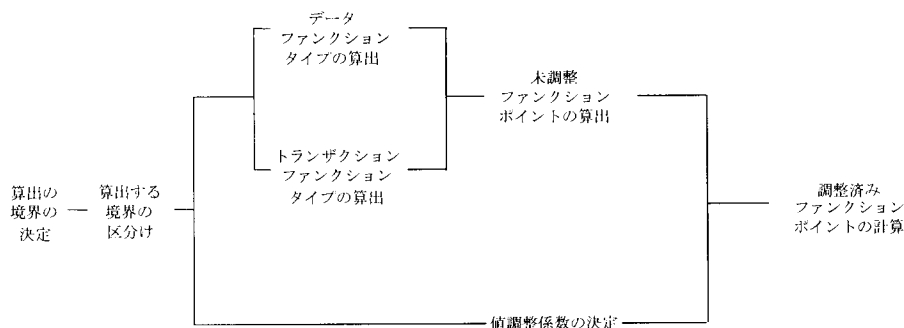 データ
ファンクション
タイプの算出
未調整
ファンクション
ポイントの算出
トランザクション
ファンクション
タイプの算出
算出の
境界の
決定
算出する
境界の
区分け
調整済み
ファンクション
ポイントの計算
値調整係数の決定